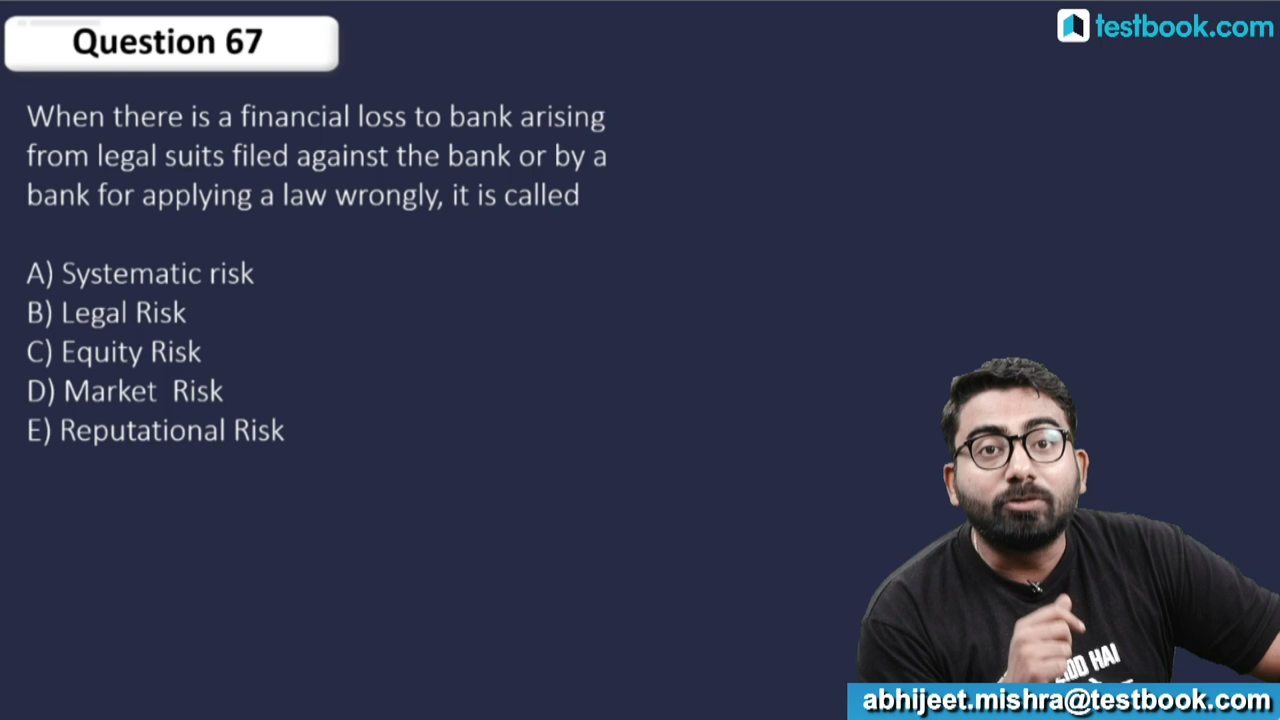 Question 67
testbook.com
When there is a financial loss to bank arising
from legal suits filed against the bank or by a
bank for applying a law wrongly, it is called
A) Systematic risk
B) Legal Risk
C) Equity Risk
D) Market  Risk
E) Reputational Risk
HAI
abhijeet.mishra@testbook.com